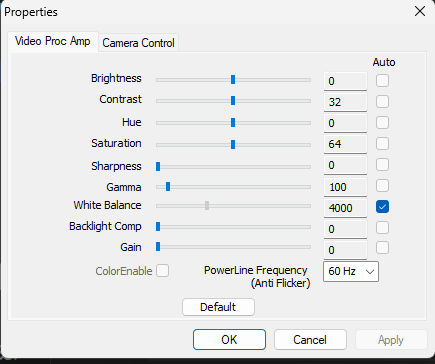 Properties
Video Proc Amp
Camera Control
Auto
Brightness 0
Contrast 32
Hue 0
Saturation 64
Sharpness 0
Gamma 100
White Balance 4000
Backlight Comp 0
Gain 0
ColorEnable
PowerLine Frequency
(Anti Flicker)
60 Hz
Default
OK
Cancel
Apply